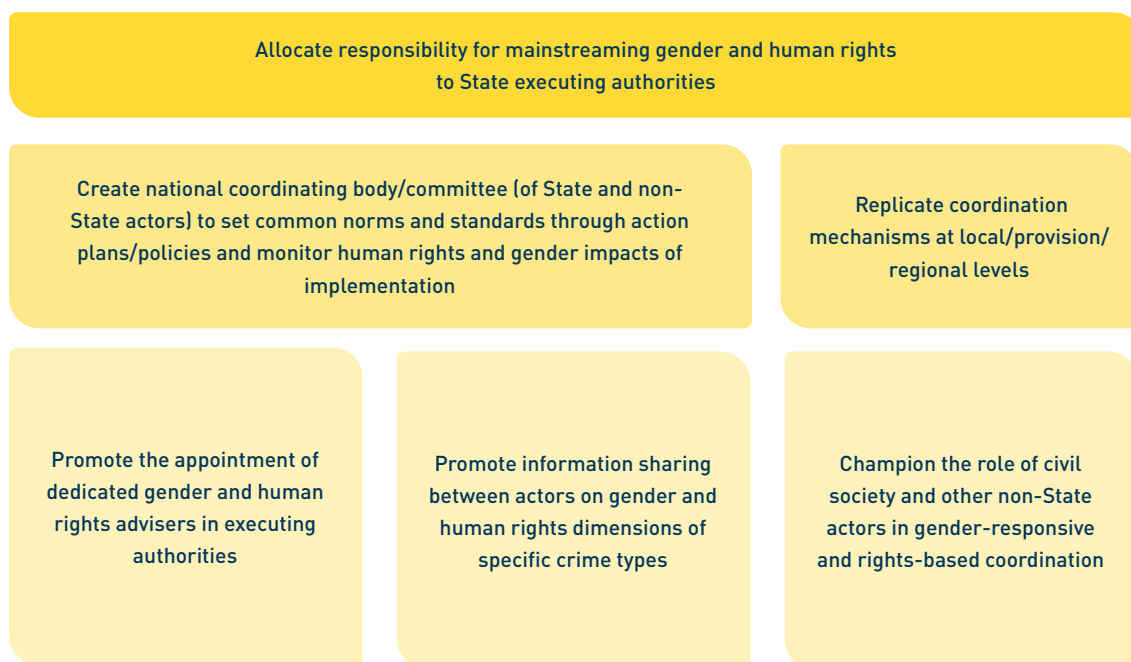 Allocate responsibility for mainstreaming gender and human rights
to State executing authorities
Create national coordinating body/committee (of State and non-
State actors) to set common norms and standards through action
plans/policies and monitor human rights and gender impacts of
implementation
Replicate coordination
mechanisms at local/provision/
regional levels
Promote the appointment of
dedicated gender and human
rights advisers in executing
authorities
Promote information sharing
between actors on gender and
human rights dimensions of
specific crime types
Champion the role of civil
society and other non-State
actors in gender-responsive
and rights-based coordination